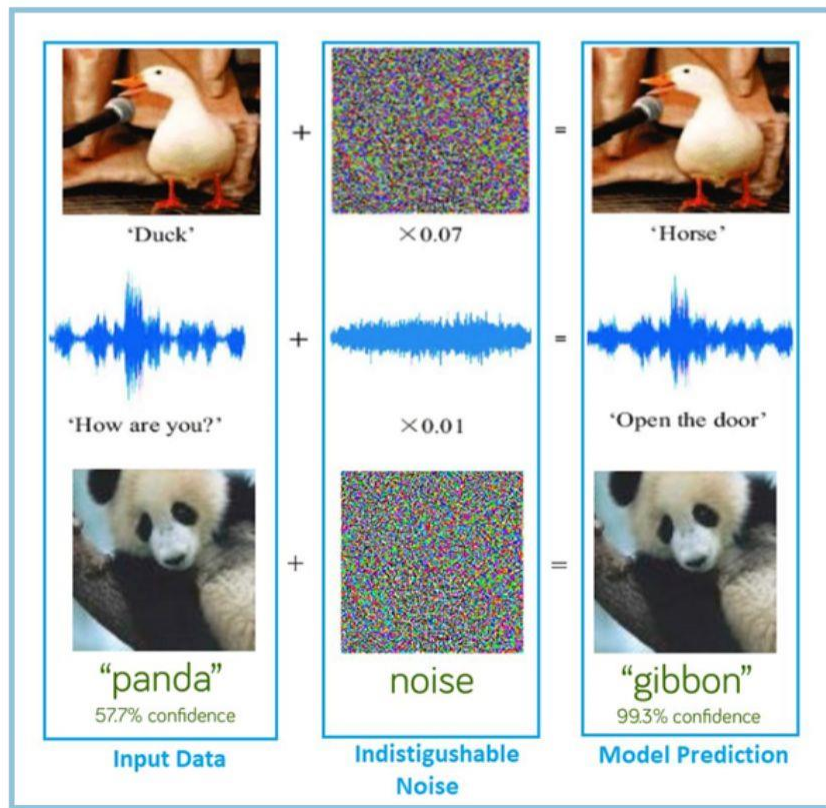 + =
‘Duck’ ×0.07 ‘Horse’
+ =
‘How are you?’ ×0.01 ‘Open the door’
+ =
“panda” noise “gibbon”
57.7% confidence 99.3% confidence
Input Data Indistigushable Model Prediction
Noise